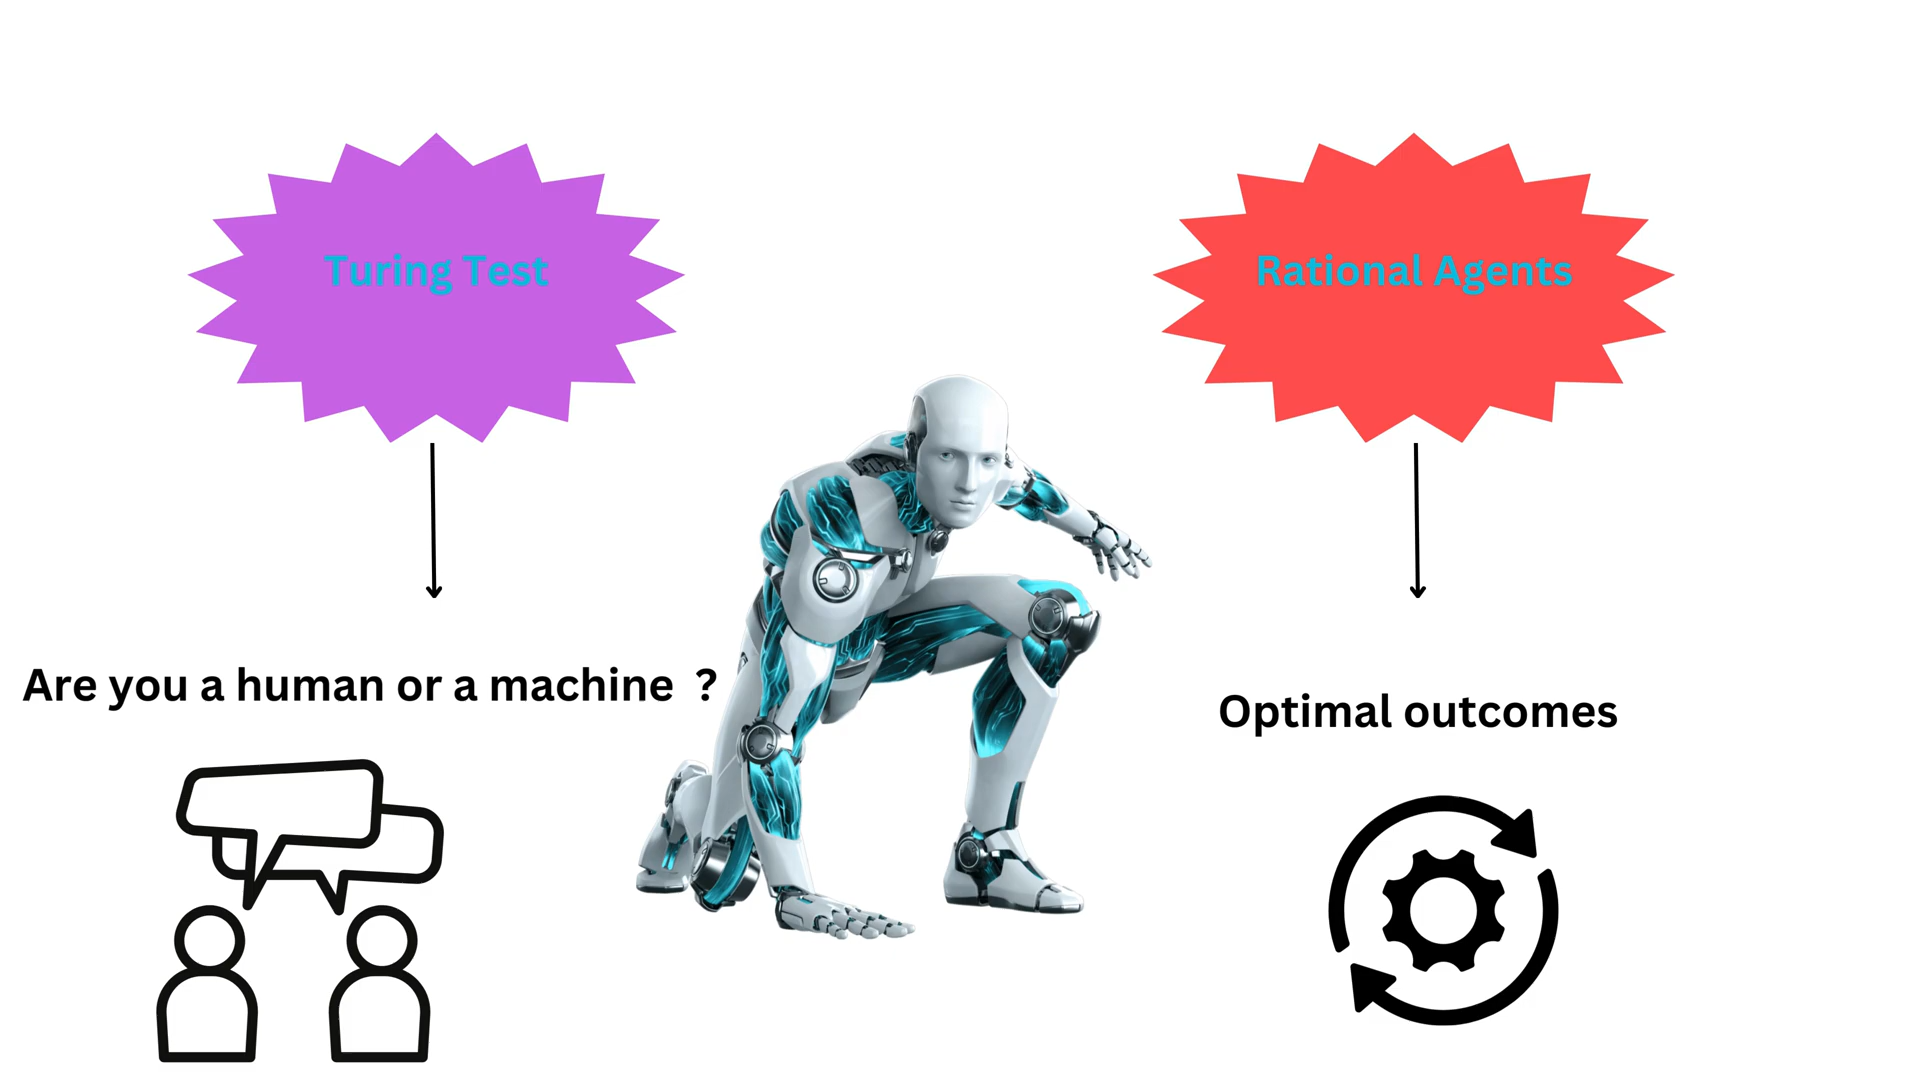 Turing Test
Rational Agents
Are you a human or a machine ?
Optimal outcomes